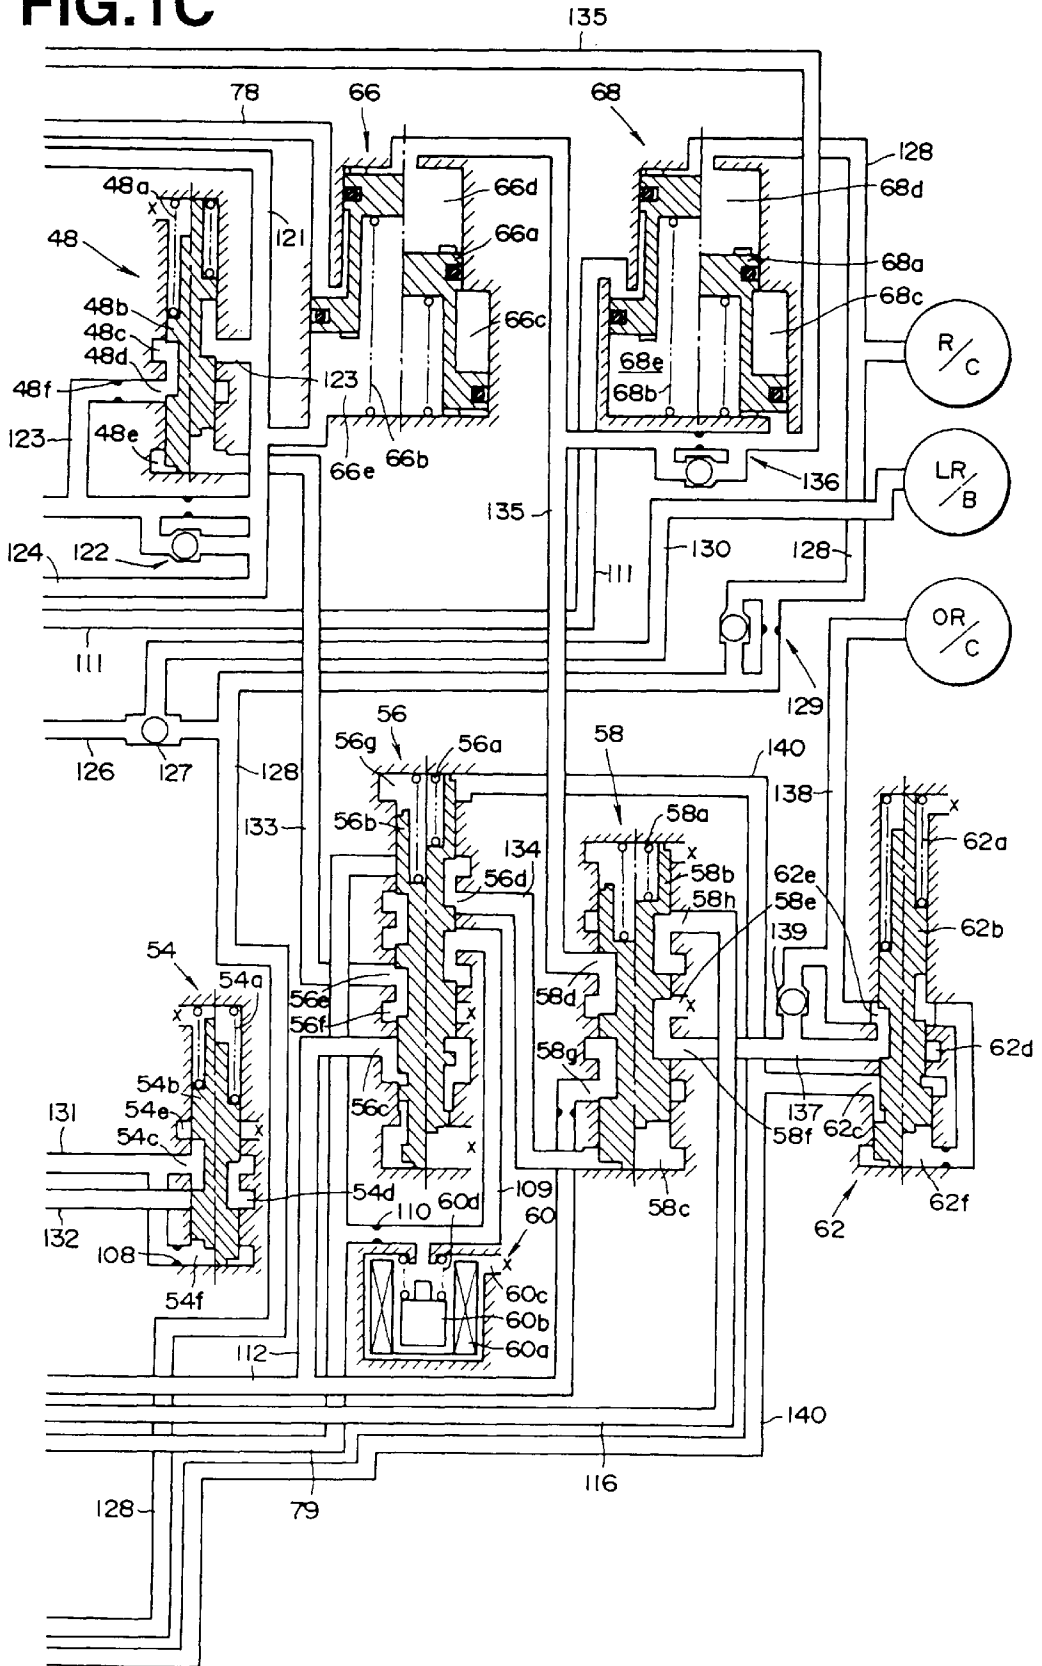 FIG.1C
135
78
66
68
128
48a
x
66d
68d
48
121
66a
68a
48b
66c
68c
48c
R/C
48d
68e
48f
123
68b
123
48e
66e
66b
136
LR/B
135
124
122
130
128
111
111
OR/C
129
56
126
127
128
56g
56a
58
140
138
133
56b
58a
x
x
134
58b
62a
56d
62e
58h
58e
62b
54
139
54a
56e
58d
x
x
56f
x
58g
62d
54b
54e
56c
137
131
x
58f
62c
54c
x
54d
109
58c
62f
132
110
60d
60
62
108
x
60c
54f
60b
112
60a
140
116
128
79